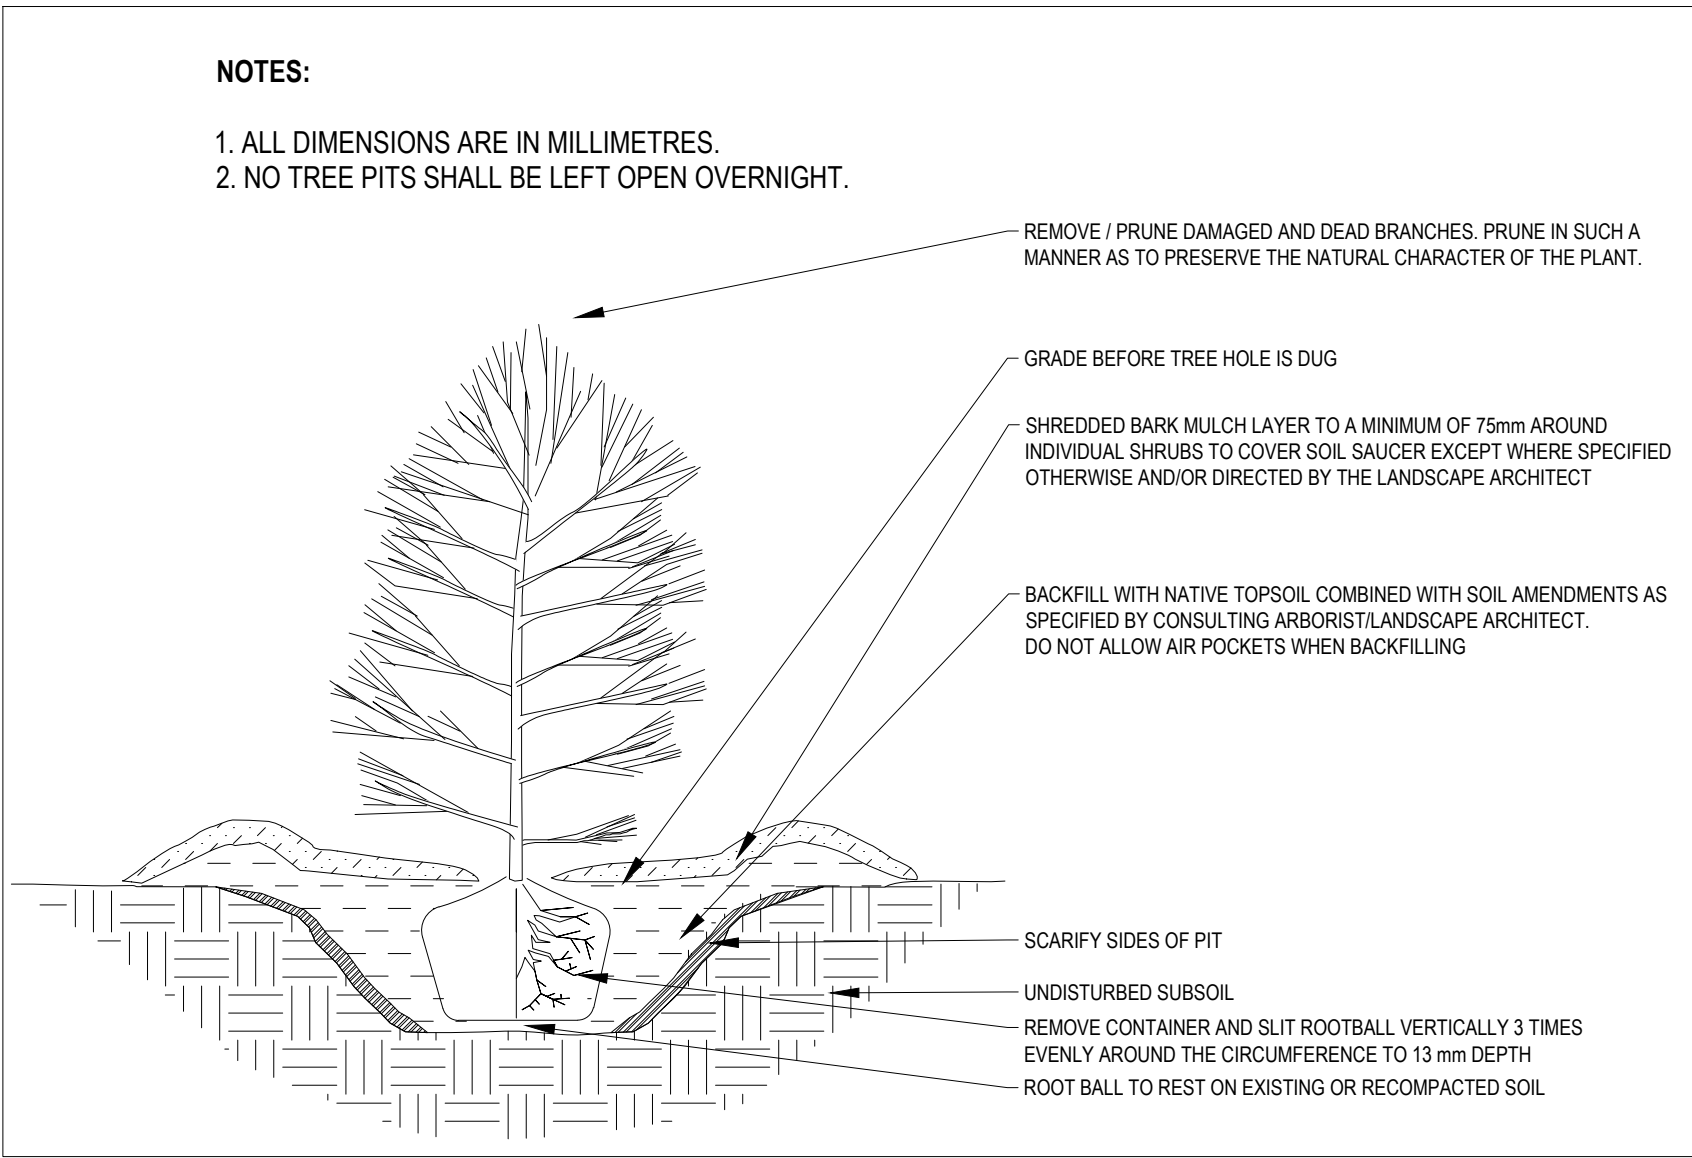 NOTES:
1. ALL DIMENSIONS ARE IN MILLIMETRES.
2. NO TREE PITS SHALL BE LEFT OPEN OVERNIGHT.
REMOVE / PRUNE DAMAGED AND DEAD BRANCHES. PRUNE IN SUCH A
MANNER AS TO PRESERVE THE NATURAL CHARACTER OF THE PLANT.
GRADE BEFORE TREE HOLE IS DUG
SHREDDED BARK MULCH LAYER TO A MINIMUM OF 75mm AROUND
INDIVIDUAL SHRUBS TO COVER SOIL SAUCER EXCEPT WHERE SPECIFIED
OTHERWISE AND/OR DIRECTED BY THE LANDSCAPE ARCHITECT
BACKFILL WITH NATIVE TOPSOIL COMBINED WITH SOIL AMENDMENTS AS
SPECIFIED BY CONSULTING ARBORIST/LANDSCAPE ARCHITECT.
DO NOT ALLOW AIR POCKETS WHEN BACKFILLING
SCARIFY SIDES OF PIT
UNDISTURBED SUBSOIL
REMOVE CONTAINER AND SLIT ROOTBALL VERTICALLY 3 TIMES
EVENLY AROUND THE CIRCUMFERENCE TO 13 mm DEPTH
ROOT BALL TO REST ON EXISTING OR RECOMPACTED SOIL